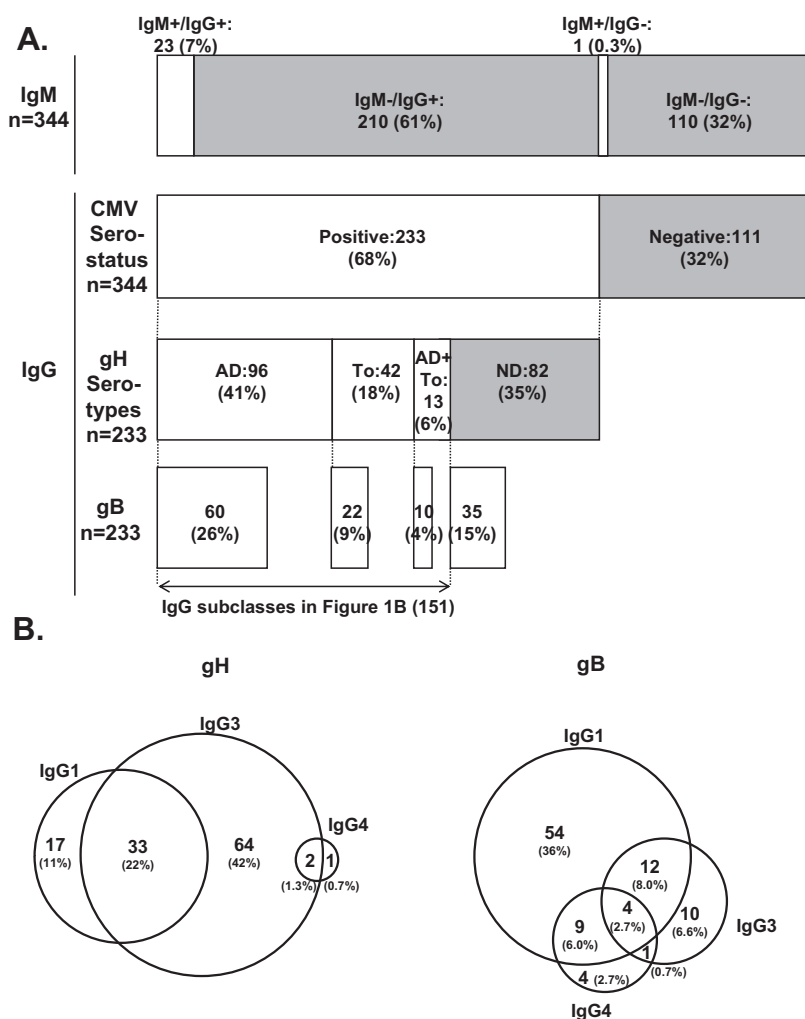 A.
IgM+/IgG+:
23 (7%)
IgM+/IgG-:
1 (0.3%)
IgM
n=344
IgM-/IgG+:
210 (61%)
IgM-/IgG-:
110 (32%)
IgG
CMV
Sero-
status
n=344
Positive:233
(68%)
Negative:111
(32%)
gH
Sero-
types
n=233
AD:96
(41%)
To:42
(18%)
AD+
To:
13
(6%)
ND:82
(35%)
gB
n=233
60
(26%)
22
(9%)
10
(4%)
35
(15%)
IgG subclasses in Figure 1B (151)
B.
gH
IgG3
IgG1
IgG4
17
(11%)
33
(22%)
64
(42%)
2
(1.3%)
1
(0.7%)
gB
IgG1
54
(36%)
12
(8.0%)
4
(2.7%)
9
(6.0%)
10
(6.6%)
IgG3
1
(0.7%)
4 (2.7%)
IgG4